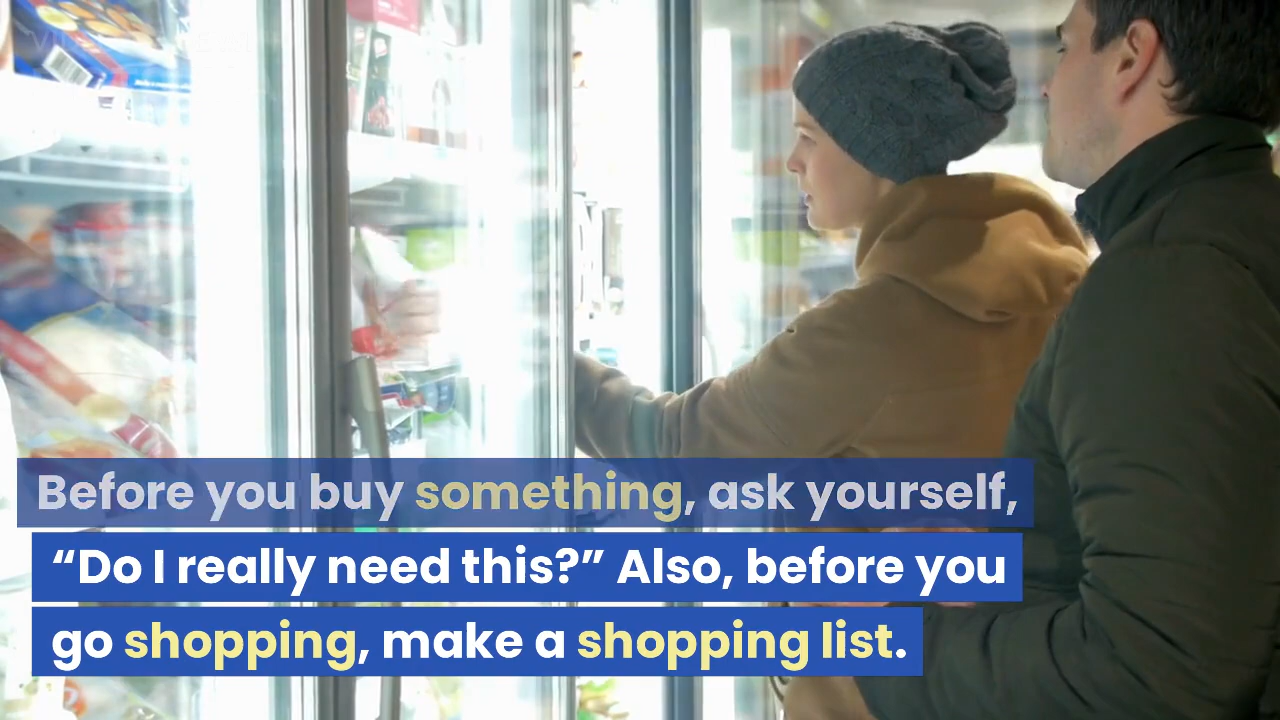 Before you buy something, ask yourself,
“Do I really need this?” Also, before you
go shopping, make a shopping list.